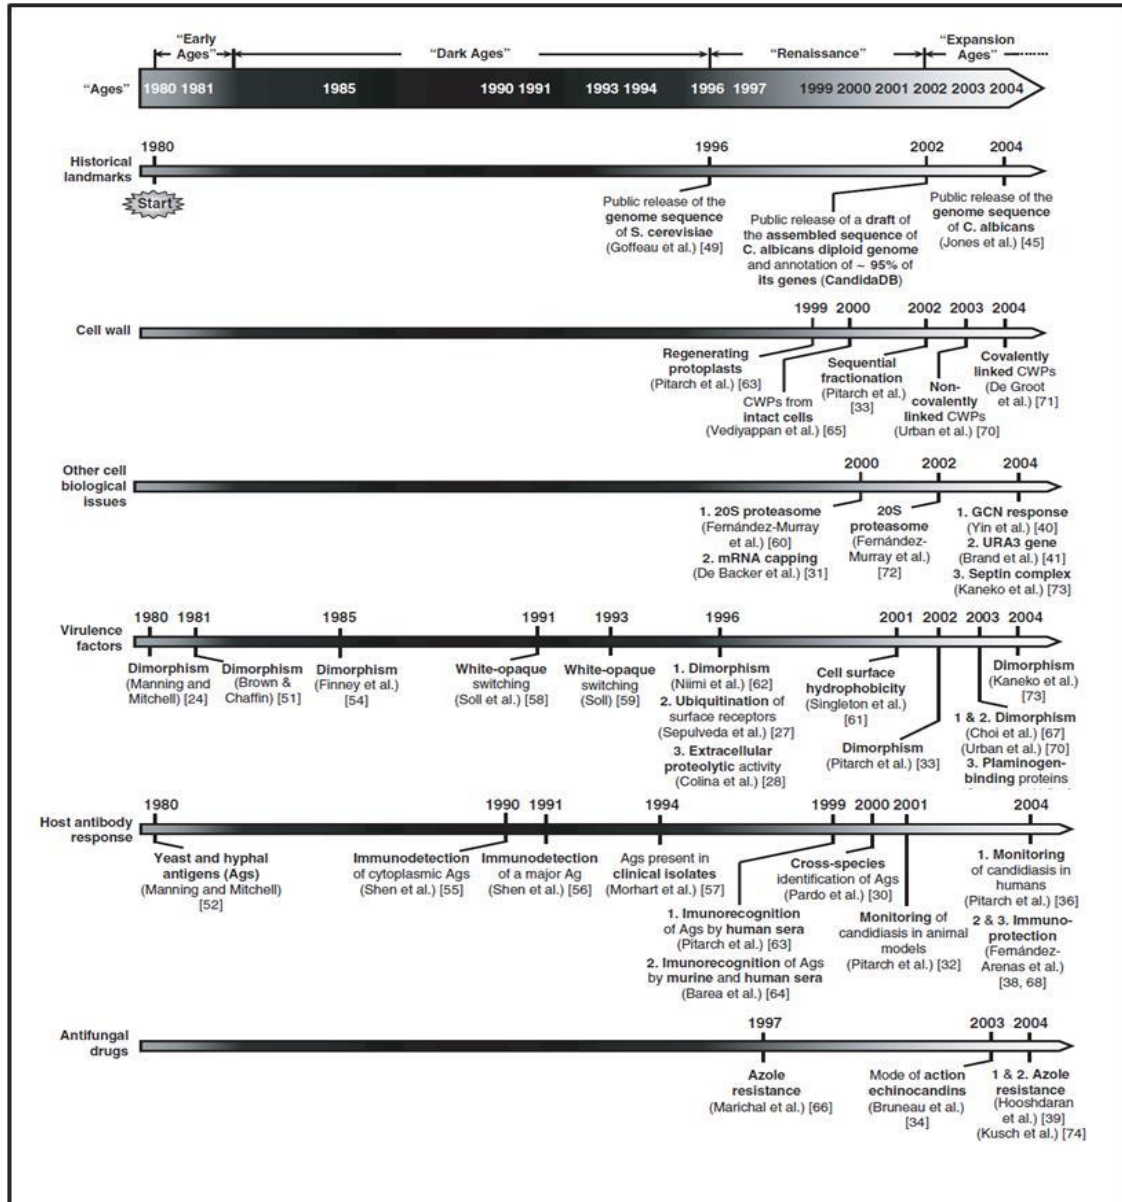 "Early
Ages"
"Dark Ages"
"Renaissance"
"Expansion
Ages"
"Ages"
1980 1981 1985 1990 1991 1993 1994 1996 1997 1999 2000 2001 2002 2003 2004
Historical
landmarks
1980 1996 2002 2004
Start
Public release of the
genome sequence
of S. cerevisiae
(Goffeau et al.) [49]
Public release of a draft of
the assembled sequence of
C. albicans diploid genome
and annotation of ~ 95% of
its genes (CandidaDB)
Public release of the
genome sequence
of C. albicans
(Jones et al.) [45]
Cell wall
1999 2000 2002 2003 2004
Regenerating
protoplasts
(Pitarch et al.) [63]
CWPs from
intact cells
(Vediyappan et al.) [65]
Sequential
fractionation
(Pitarch et al.)
[33]
Non-
covalently
linked CWPs
(Urban et al.) [70]
Covalently
linked CWPs
(De Groot
et al.) [71]
Other cell
biological
issues
2000 2002 2004
1. 20S proteasome
(Fernández-Murray
et al.) [60]
2. mRNA capping
(De Backer et al.) [31]
20S
proteasome
(Fernández-
Murray et al.)
[72]
1. GCN response
(Yin et al.) [40]
2. URA3 gene
(Brand et al.) [41]
3. Septin complex
(Kaneko et al.) [73]
Virulence
factors
1980 1981 1985 1991 1993 1996 2001 2002 2003 2004
Dimorphism
(Manning and
Mitchell) [24]
Dimorphism
(Brown &
Chaffin) [51]
Dimorphism
(Finney et al.)
[54]
White-opaque
switching
(Soll et al.) [58]
White-opaque
switching
(Soll) [59]
1. Dimorphism
(Niimi et al.) [62]
2. Ubiquitination of
surface receptors
(Sepulveda et al.) [27]
3. Extracellular
proteolytic activity
(Colina et al.) [28]
Cell surface
hydrophobicity
(Singleton et al.)
[61]
Dimorphism
(Pitarch et al.) [33]
Dimorphism
(Kaneko et al.)
[73]
1 & 2. Dimorphism
(Choi et al.) [67]
(Urban et al.) [70]
3. Plaminogen-
binding proteins
Host antibody
response
1980 1990 1991 1994 1999 2000 2001 2004
Yeast and hyphal
antigens (Ags)
(Manning and Mitchell)
[52]
Immunodetection
of cytoplasmic Ags
(Shen et al.) [55]
Immunodetection
of a major Ag
(Shen et al.) [56]
Ags present in
clinical isolates
(Morhart et al.) [57]
1. Imunorecognition
of Ags by human sera
(Pitarch et al.) [63]
2. Imunorecognition of Ags
by murine and human sera
(Barea et al.) [64]
Cross-species
identification of Ags
(Pardo et al.) [30]
Monitoring of
candidiasis in animal
models
(Pitarch et al.) [32]
1. Monitoring
of candidiasis in
humans
(Pitarch et al.) [36]
2 & 3. Immuno-
protection
(Fernández-
Arenas et al.)
[38, 68]
Antifungal
drugs
1997 2003 2004
Azole
resistance
(Marichal et al.) [66]
Mode of action
echinocandins
(Bruneau et al.)
[34]
1 & 2. Azole
resistance
(Hooshdaran
et al.) [39]
(Kusch et al.) [74]